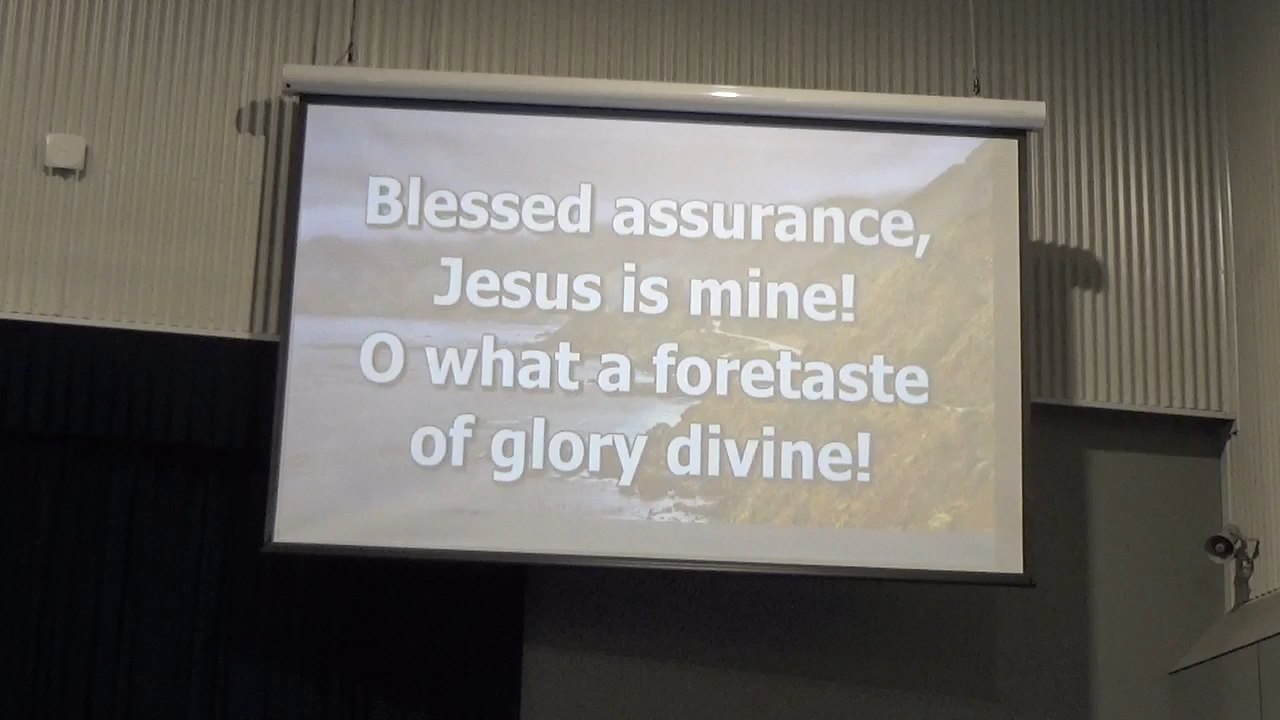 Blessed assurance,
Jesus is mine!
O what a foretaste
of glory divine!